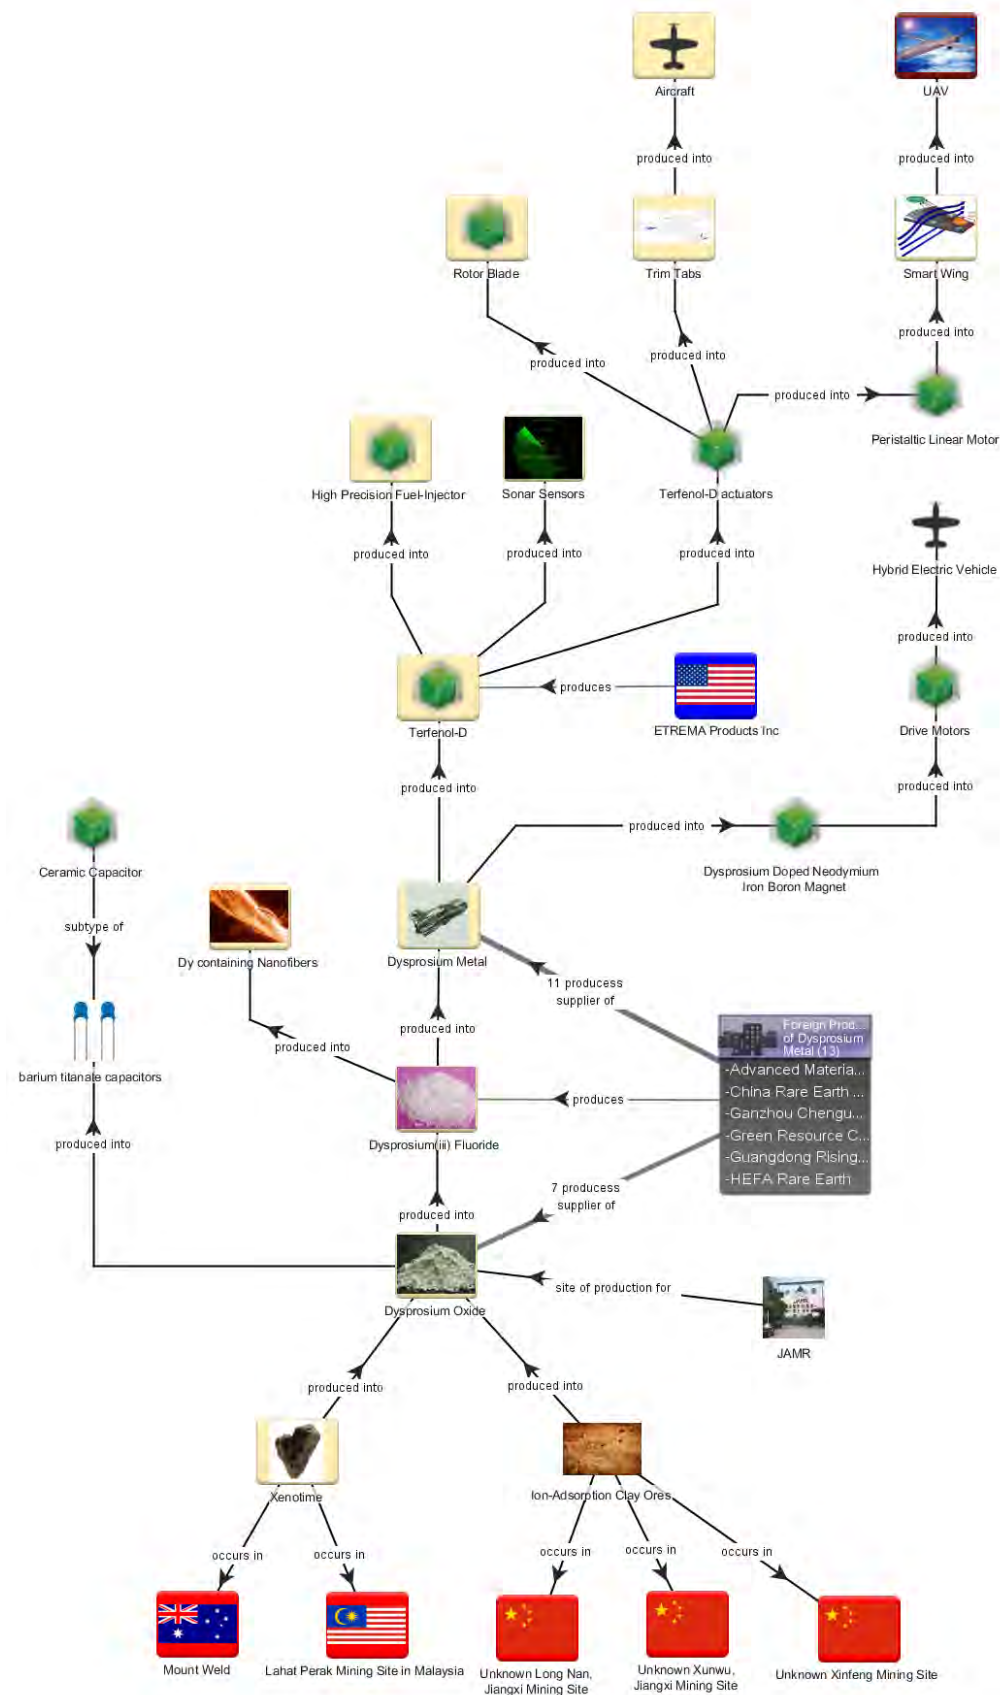 Aircraft
UAV
produced into
produced into
Rotor Blade
Trim Tabs
Smart Wing
produced into
produced into
produced into
produced into
Peristaltic Linear Motor
High Precision Fuel-Injector
Sonar Sensors
Terfenol-D actuators
produced into
produced into
produced into
Hybrid Electric Vehicle
produced into
produces
Terfenol-D
ETREMA Products Inc
Drive Motors
produced into
produced into
produced into
Ceramic Capacitor
Dysprosium Doped Neodymium
Iron Boron Magnet
subtype of
Dy containing Nanofibers
Dysprosium Metal
11 producess
supplier of
produced into
produced into
Foreign Prod...
of Dysprosium
Metal (13)
-Advanced Materia...
-China Rare Earth ...
-Ganzhou Chengu...
-Green Resource C...
-Guangdong Rising...
-HEFA Rare Earth
barium titanate capacitors
produces
produced into
Dysprosium(iii) Fluoride
7 producess
supplier of
produced into
site of production for
Dysprosium Oxide
JAMR
produced into
produced into
Xenotime
Ion-Adsorption Clay Ores
occurs in
occurs in
occurs in
occurs in
occurs in
Mount Weld
Lahat Perak Mining Site in Malaysia
Unknown Long Nan,
Jiangxi Mining Site
Unknown Xunwu,
Jiangxi Mining Site
Unknown Xinfeng Mining Site